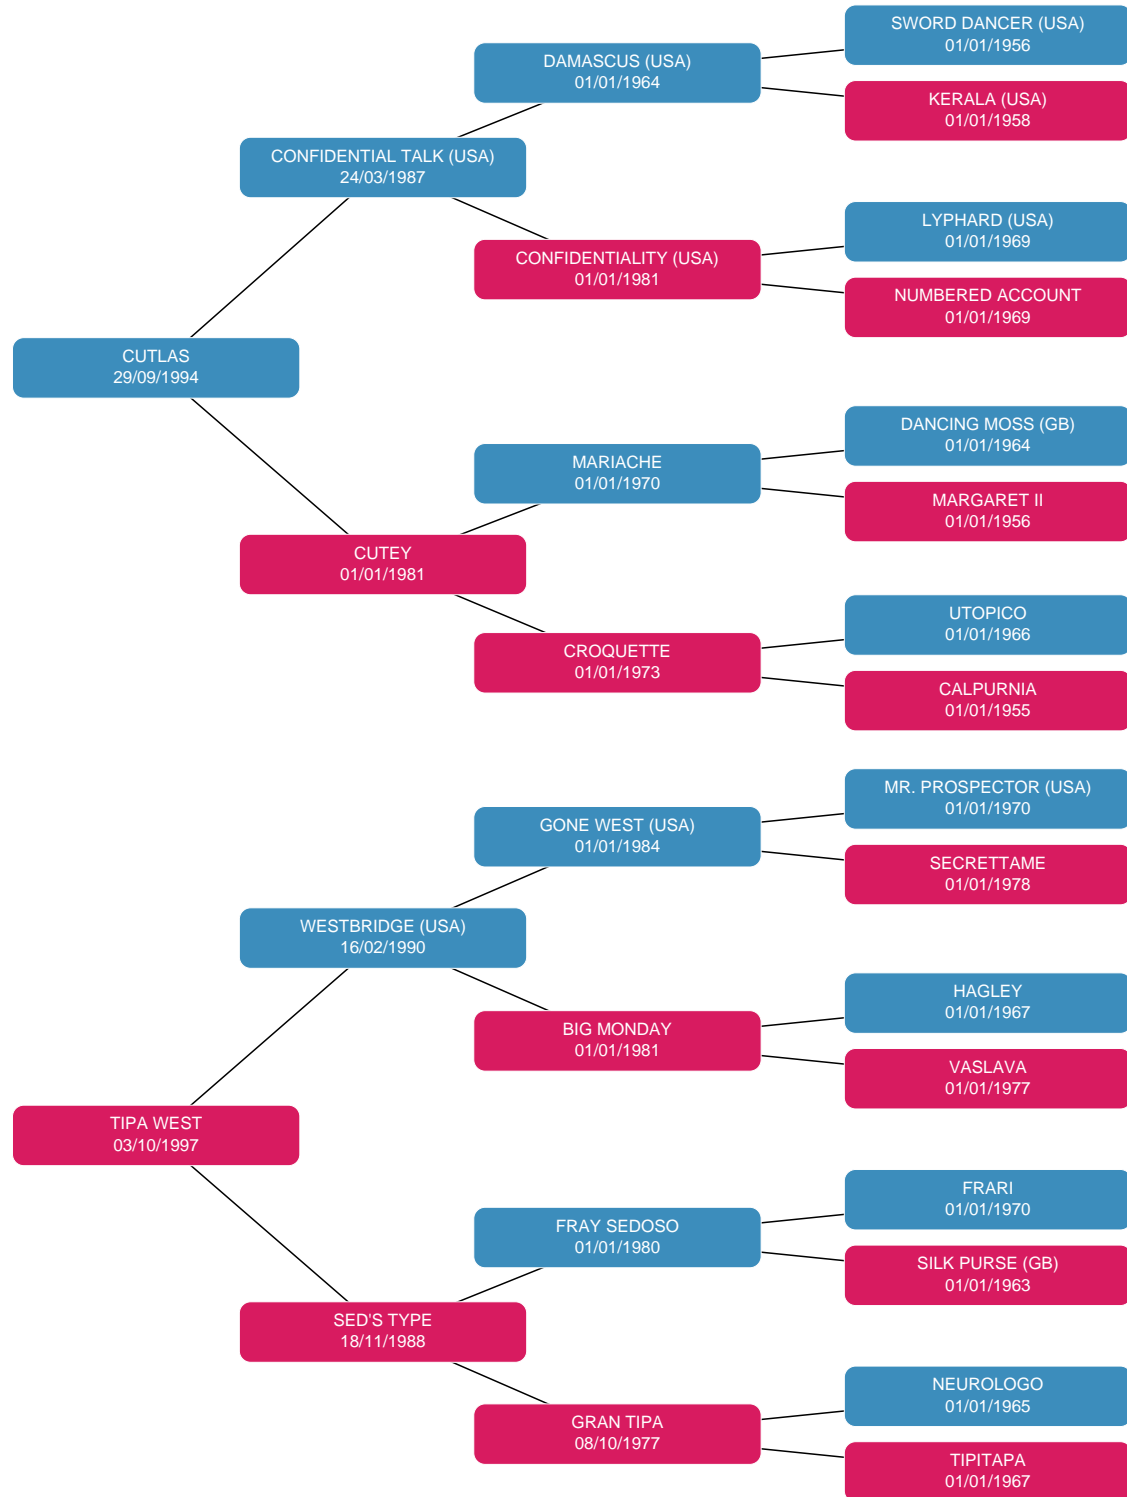 SWORD DANCER (USA)
01/01/1956
DAMASCUS (USA)
01/01/1964
KERALA (USA)
01/01/1958
CONFIDENTIAL TALK (USA)
24/03/1987
LYPHARD (USA)
01/01/1969
CONFIDENTIALITY (USA)
01/01/1981
NUMBERED ACCOUNT
01/01/1969
CUTLAS
29/09/1994
DANCING MOSS (GB)
01/01/1964
MARIACHE
01/01/1970
MARGARET II
01/01/1956
CUTEY
01/01/1981
UTOPICO
01/01/1966
CROQUETTE
01/01/1973
CALPURNIA
01/01/1955
MR. PROSPECTOR (USA)
01/01/1970
GONE WEST (USA)
01/01/1984
SECRETTAME
01/01/1978
WESTBRIDGE (USA)
16/02/1990
HAGLEY
01/01/1967
BIG MONDAY
01/01/1981
VASLAVA
01/01/1977
TIPA WEST
03/10/1997
FRARI
01/01/1970
FRAY SEDOSO
01/01/1980
SILK PURSE (GB)
01/01/1963
SED'S TYPE
18/11/1988
NEUROLOGO
01/01/1965
GRAN TIPA
08/10/1977
TIPITAPA
01/01/1967